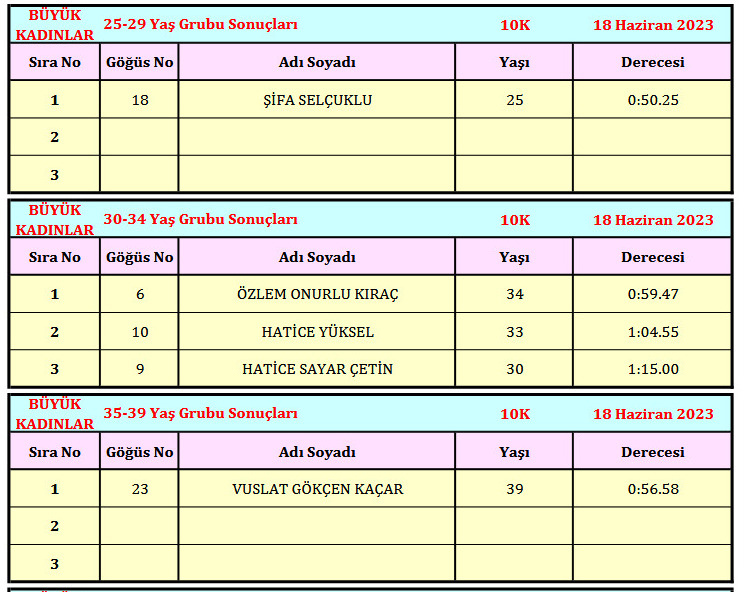 BÜYÜK KADINLAR 25-29 Yaş Grubu Sonuçları 10K 18 Haziran 2023
Sıra No Göğüs No Adı Soyadı Yaşı Derecesi
1 18 ŞİFA SELÇUKLU 25 0:50.25
2
3
BÜYÜK KADINLAR 30-34 Yaş Grubu Sonuçları 10K 18 Haziran 2023
Sıra No Göğüs No Adı Soyadı Yaşı Derecesi
1 6 ÖZLEM ONURLU KIRAÇ 34 0:59.47
2 10 HATİCE YÜKSEL 33 1:04.55
3 9 HATİCE SAYAR ÇETİN 30 1:15.00
BÜYÜK KADINLAR 35-39 Yaş Grubu Sonuçları 10K 18 Haziran 2023
Sıra No Göğüs No Adı Soyadı Yaşı Derecesi
1 23 VUSLAT GÖKÇEN KAÇAR 39 0:56.58
2
3